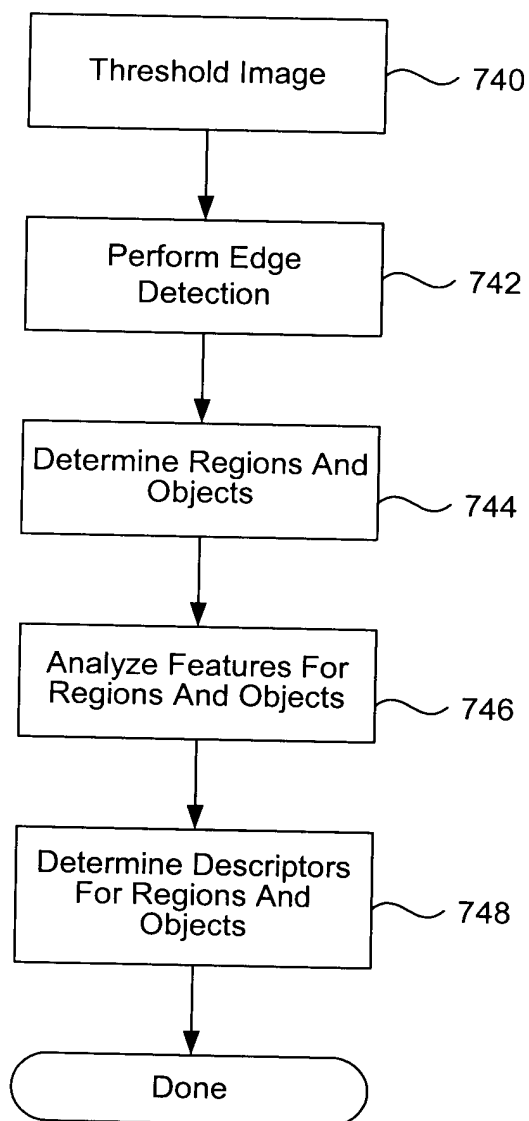 Threshold Image
740
Perform Edge
Detection
742
Determine Regions And
Objects
744
Analyze Features For
Regions And Objects
746
Determine Descriptors
For Regions And
Objects
748
Done